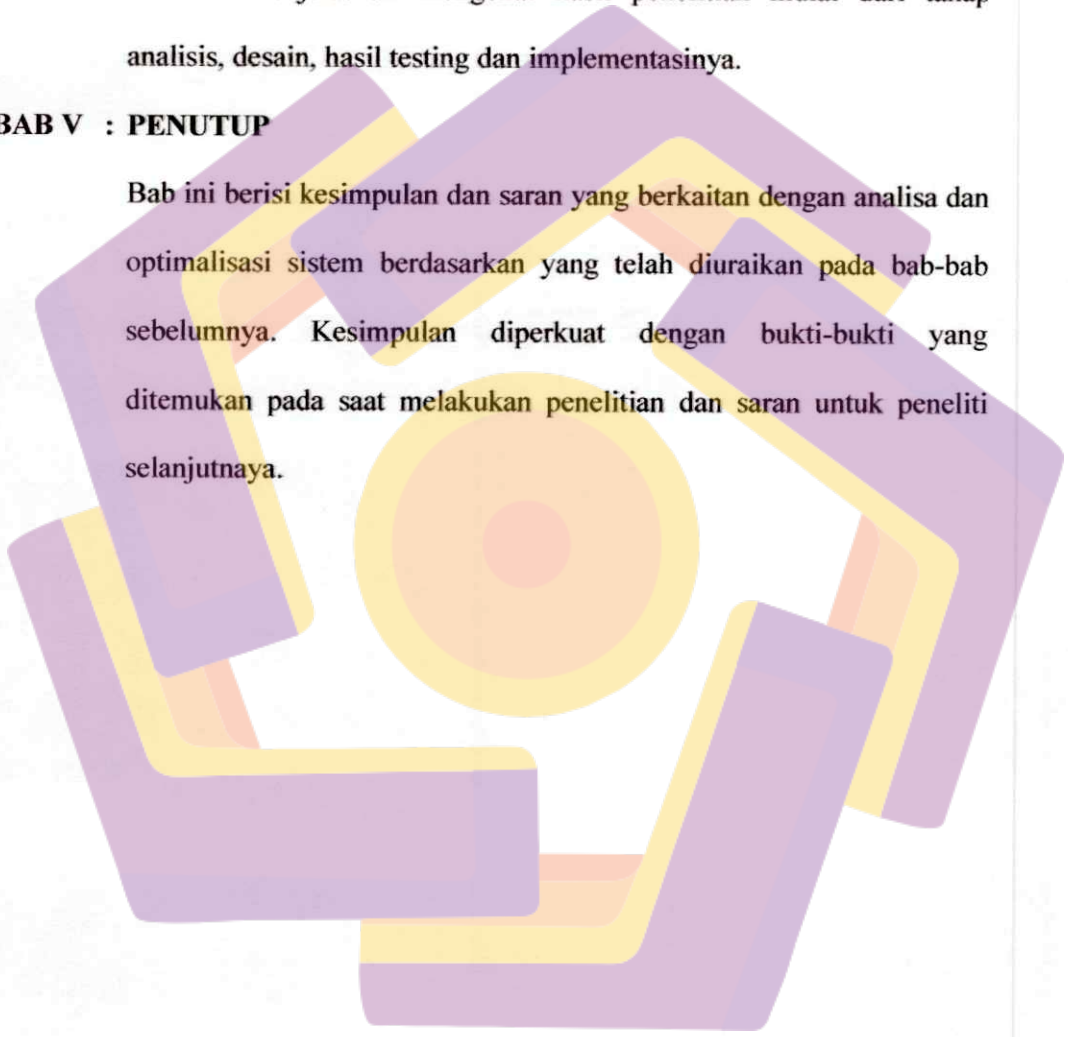 analisis, desain, hasil testing dan implementasinya.
BAB V : PENUTUP
Bab ini berisi kesimpulan dan saran yang berkaitan dengan analisa dan
optimalisasi sistem berdasarkan yang telah diuraikan pada bab-bab
sebelumnya. Kesimpulan diperkuat dengan bukti-bukti yang
ditemukan pada saat melakukan penelitian dan saran untuk peneliti
selanjutnaya.